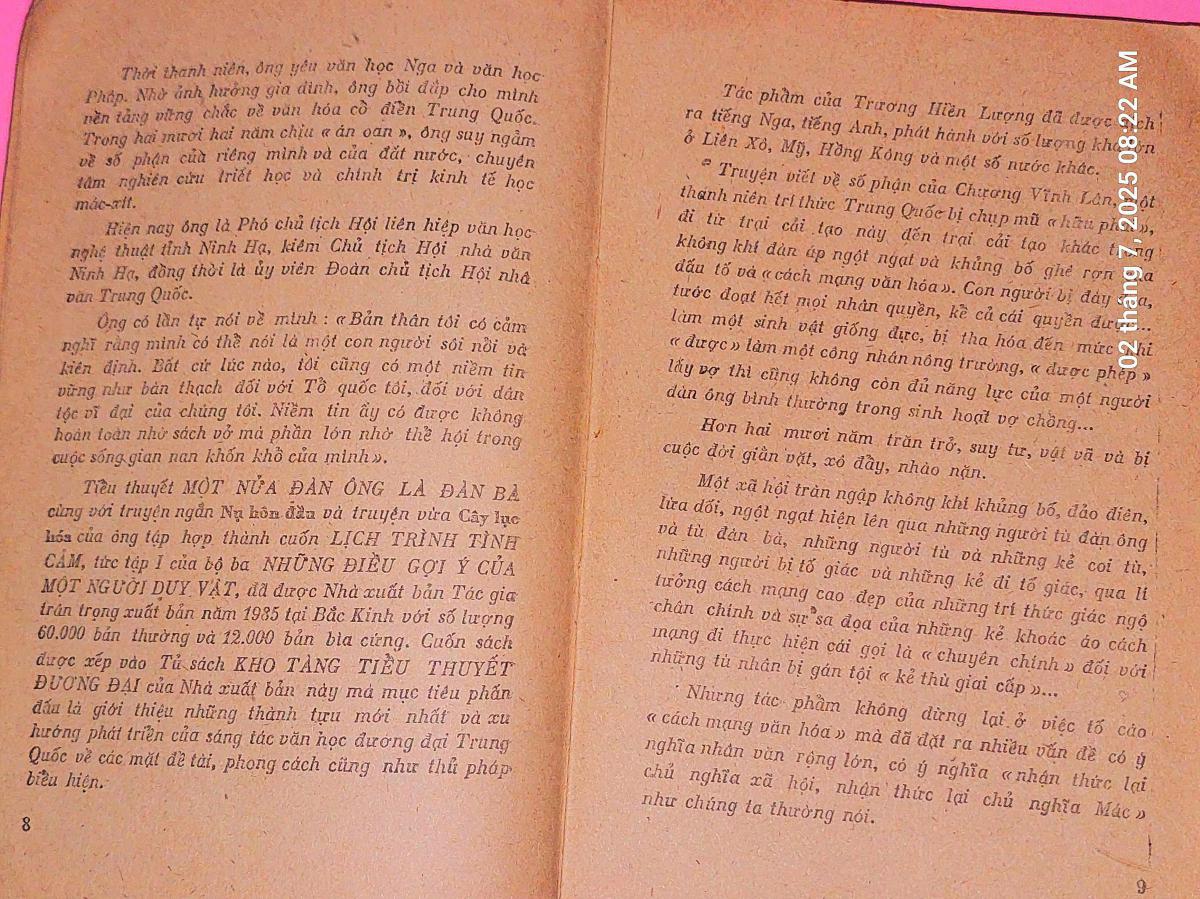 Thời thanh niên, ông yêu văn học Nga và văn học
Pháp. Nhờ ảnh hưởng gia đình, ông bồi đắp cho mình
nền tảng vững chắc về văn hóa cổ điển Trung Quốc.
Trong hai mươi hai năm chịu « án oan », ông suy ngẫm
về số phận của riêng mình và của đất nước, chuyên
tâm nghiên cứu triết học và chính trị kinh tế học
mác-xít.
Hiện nay ông là Phó chủ tịch Hội liên hiệp văn học
nghệ thuật tỉnh Ninh Hạ, kiêm Chủ tịch Hội nhà văn
Ninh Hạ, đồng thời là ủy viên Đoàn chủ tịch Hội nhà
văn Trung Quốc.
Ông có lần tự nói về mình : « Bản thân tôi có cảm
nghĩ rằng mình có thể nói là một con người sôi nổi và
kiên định. Bất cứ lúc nào, tôi cũng có một niềm tin
vững như bàn thạch đối với Tổ quốc tôi, đối với dân
tộc vĩ đại của chúng tôi. Niềm tin ấy có được không
hoàn toàn nhờ sách vở mà phần lớn nhờ thể hội trong
cuộc sống gian nan khốn khổ của mình ».
Tiểu thuyết MỘT NỬA ĐÀN ÔNG LÀ ĐÀN BÀ
cùng với truyện ngắn Nụ hôn đầu và truyện vừa Cây lục
hóa của ông tập hợp thành cuốn LỊCH TRÌNH TÌNH
CẢM, tức tập I của bộ ba NHỮNG ĐIỀU GỢI Ý CỦA
MỘT NGƯỜI DUY VẬT, đã được Nhà xuất bản Tác gia
trân trọng xuất bản năm 1985 tại Bắc Kinh với số lượng
60.000 bản thường và 12.000 bản bìa cứng. Cuốn sách
được xếp vào Tủ sách KHO TÀNG TIỂU THUYẾT
ĐƯƠNG ĐẠI của Nhà xuất bản này mà mục tiêu phấn
đấu là giới thiệu những thành tựu mới nhất và xu
hướng phát triển của sáng tác văn học đương đại Trung
Quốc về các mặt đề tài, phong cách cũng như thủ pháp
biểu hiện.
8
Tác phẩm của Trương Hiền Lượng đã được dịch
ra tiếng Nga, tiếng Anh, phát hành với số lượng khá lớn
ở Liên Xô, Mỹ, Hồng Kông và một số nước khác.
Truyện viết về số phận của Chương Vĩnh Lân, một
thanh niên trí thức Trung Quốc bị chụp mũ « hữu phái »,
đi từ trại cải tạo này đến trại cải tạo khác trong
không khí đàn áp ngột ngạt và khủng bố ghê rợn của
đấu tố và « cách mạng văn hóa ». Con người bị đày đọa,
tước đoạt hết mọi nhân quyền, kể cả cái quyền được...
làm một sinh vật giống đực, bị tha hóa đến mức khi
« được » làm một công nhân nông trường, « được phép »
lấy vợ thì cũng không còn đủ năng lực của một người
đàn ông bình thường trong sinh hoạt vợ chồng...
Hơn hai mươi năm trăn trở, suy tư, vật vã và bị
cuộc đời giằn vặt, xô đẩy, nhào nặn.
Một xã hội tràn ngập không khí khủng bố, đảo điên,
lừa dối, ngột ngạt hiện lên qua những người tù đàn ông
và tù đàn bà, những người tù và những kẻ coi tù,
những người bị tố giác và những kẻ đi tố giác, qua lí
tưởng cách mạng cao đẹp của những trí thức giác ngộ
chân chính và sự sa đọa của những kẻ khoác áo cách
mạng đi thực hiện cái gọi là « chuyên chính » đối với
những tù nhân bị gán tội « kẻ thù giai cấp »...
Nhưng tác phẩm không dừng lại ở việc tố cáo
« cách mạng văn hóa » mà đã đặt ra nhiều vấn đề có ý
nghĩa nhân văn rộng lớn, có ý nghĩa « nhận thức lại
chủ nghĩa xã hội, nhận thức lại chủ nghĩa Mác »
như chúng ta thường nói.
9
02 tháng 7, 2025 08:22 AM